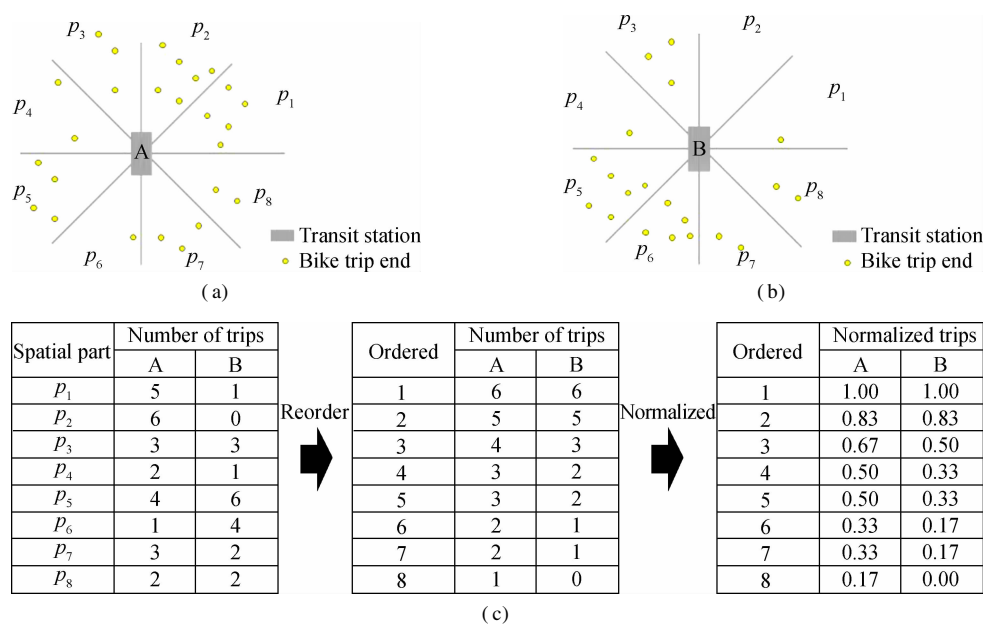 p3
p2
p4
p1
A
p5
p8
p6
p7
Transit station
Bike trip end
(a)
p3
p2
p4
p1
B
p5
p8
p6
p7
Transit station
Bike trip end
(b)
Spatial part Number of trips
A B
p1 5 1
p2 6 0
p3 3 3
p4 2 1
p5 4 6
p6 1 4
p7 3 2
p8 2 2
Reorder
Ordered Number of trips
A B
1 6 6
2 5 5
3 4 3
4 3 2
5 3 2
6 2 1
7 2 1
8 1 0
Normalized
Ordered Normalized trips
A B
1 1.00 1.00
2 0.83 0.83
3 0.67 0.50
4 0.50 0.33
5 0.50 0.33
6 0.33 0.17
7 0.33 0.17
8 0.17 0.00
(c)